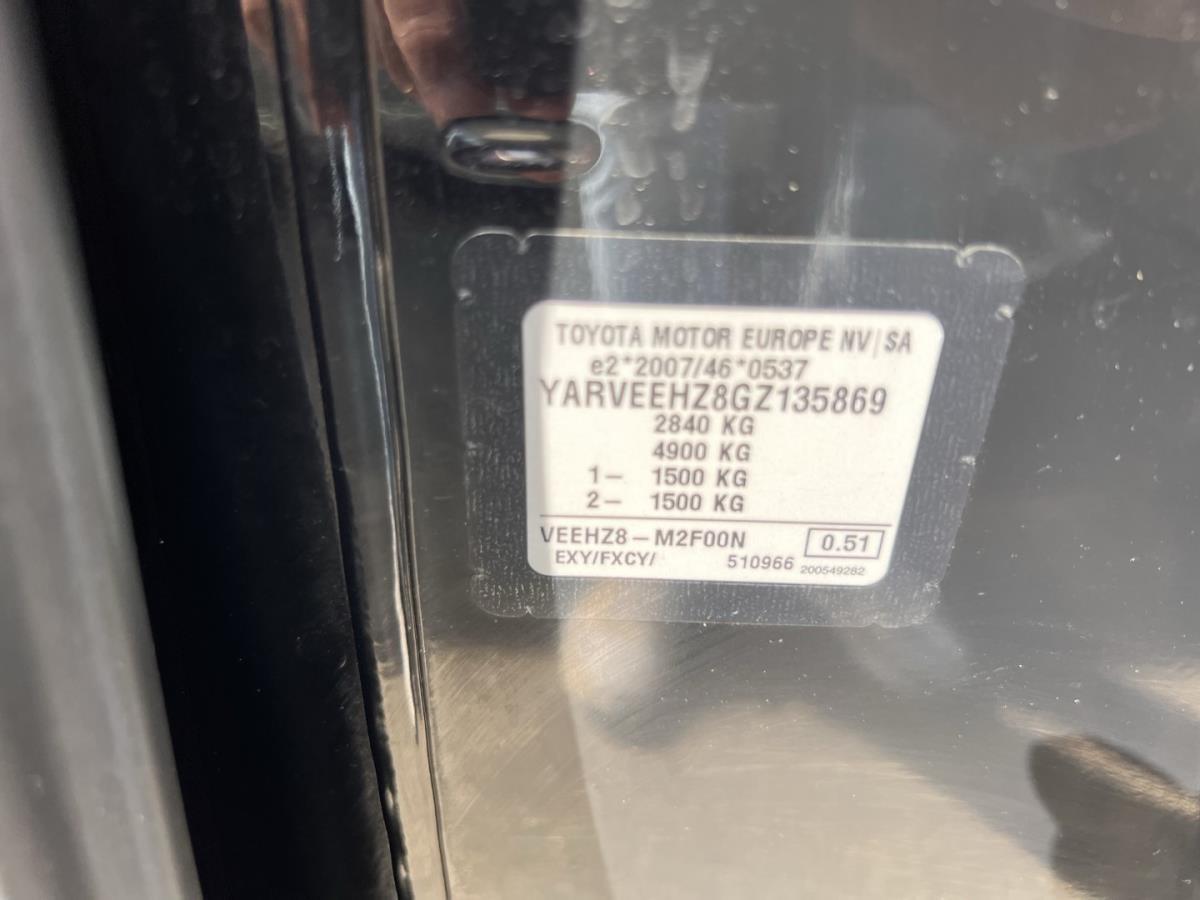 TOYOTA MOTOR EUROPE NV/SA
e2*2007/46*0537
YARVEEHZ8GZ135869
2840 KG
4900 KG
1- 1500 KG
2- 1500 KG
VEEHZ8-M2F00N 0.51
EXY/FXCY/ 510966 200549282